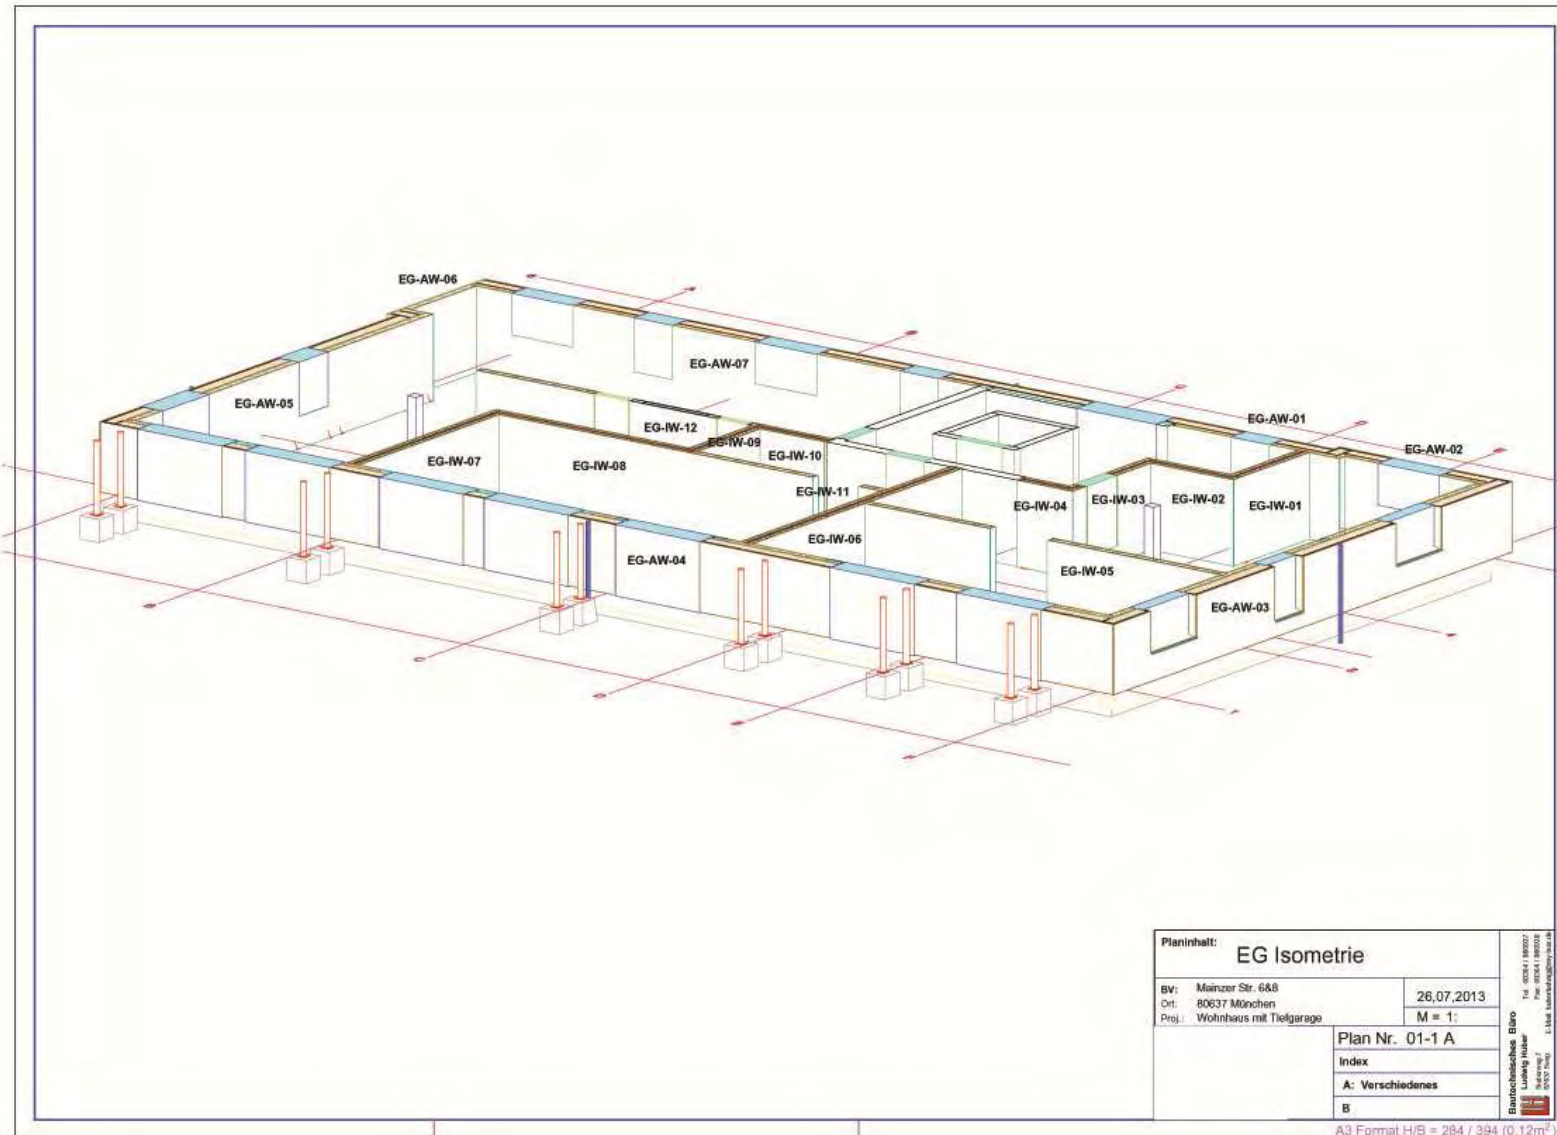 EG-AW-06
EG-AW-07
EG-AW-05
EG-AW-01
EG-AW-02
EG-IW-12
EG-IW-09
EG-IW-10
EG-IW-07
EG-IW-08
EG-IW-11
EG-IW-04
EG-IW-03
EG-IW-02
EG-IW-01
EG-IW-06
EG-AW-04
EG-IW-05
EG-AW-03
Planinhalt: EG Isometrie
BV: Mainzer Str. 6&8
Ort: 80637 München
Proj.: Wohnhaus mit Tiefgarage
26,07,2013
M = 1:
Plan Nr. 01-1 A
Index
A: Verschiedenes
B
Bautechnisches Büro
Ludwig Huber
A3 Format H/B = 284 / 394 (0.12m²)